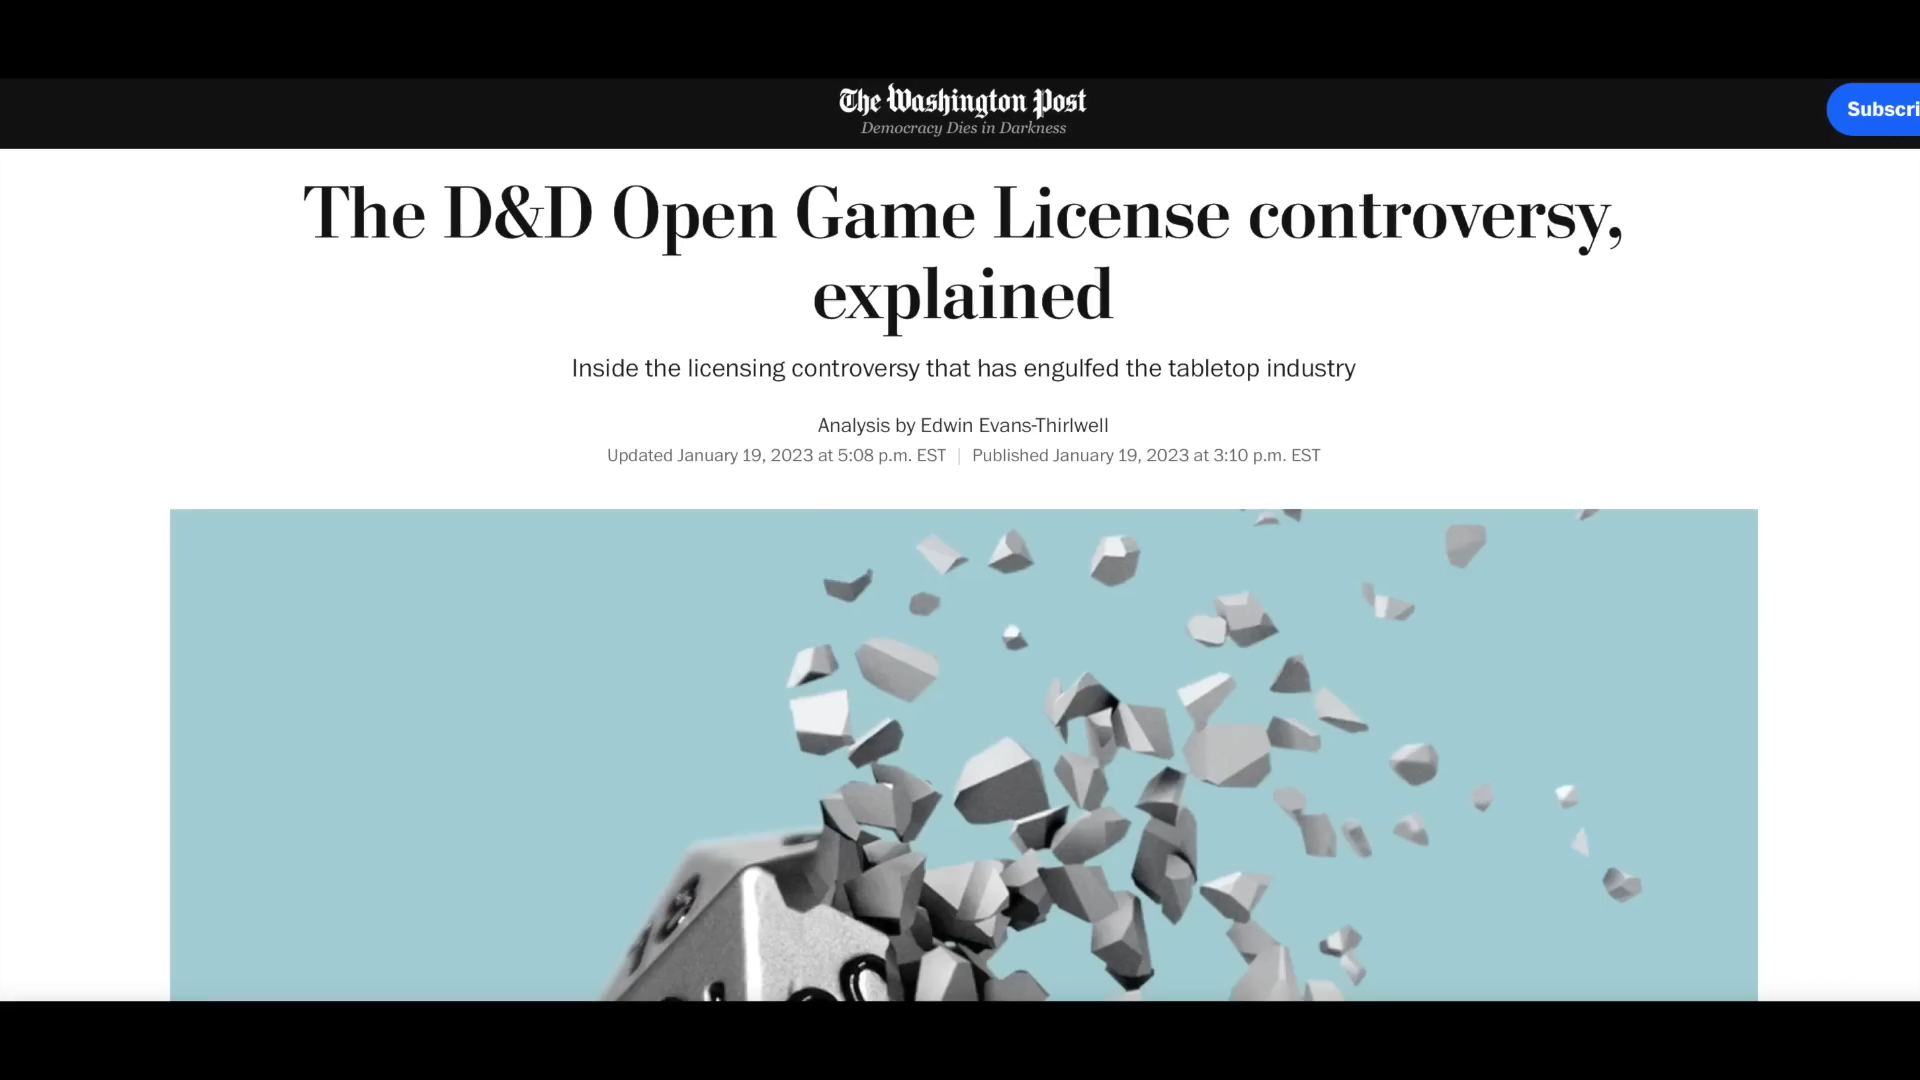 The Washington Post
Democracy Dies in Darkness
Subscri
The D&D Open Game License controversy,
explained
Inside the licensing controversy that has engulfed the tabletop industry
Analysis by Edwin Evans-Thirlwell
Updated January 19, 2023 at 5:08 p.m. EST | Published January 19, 2023 at 3:10 p.m. EST